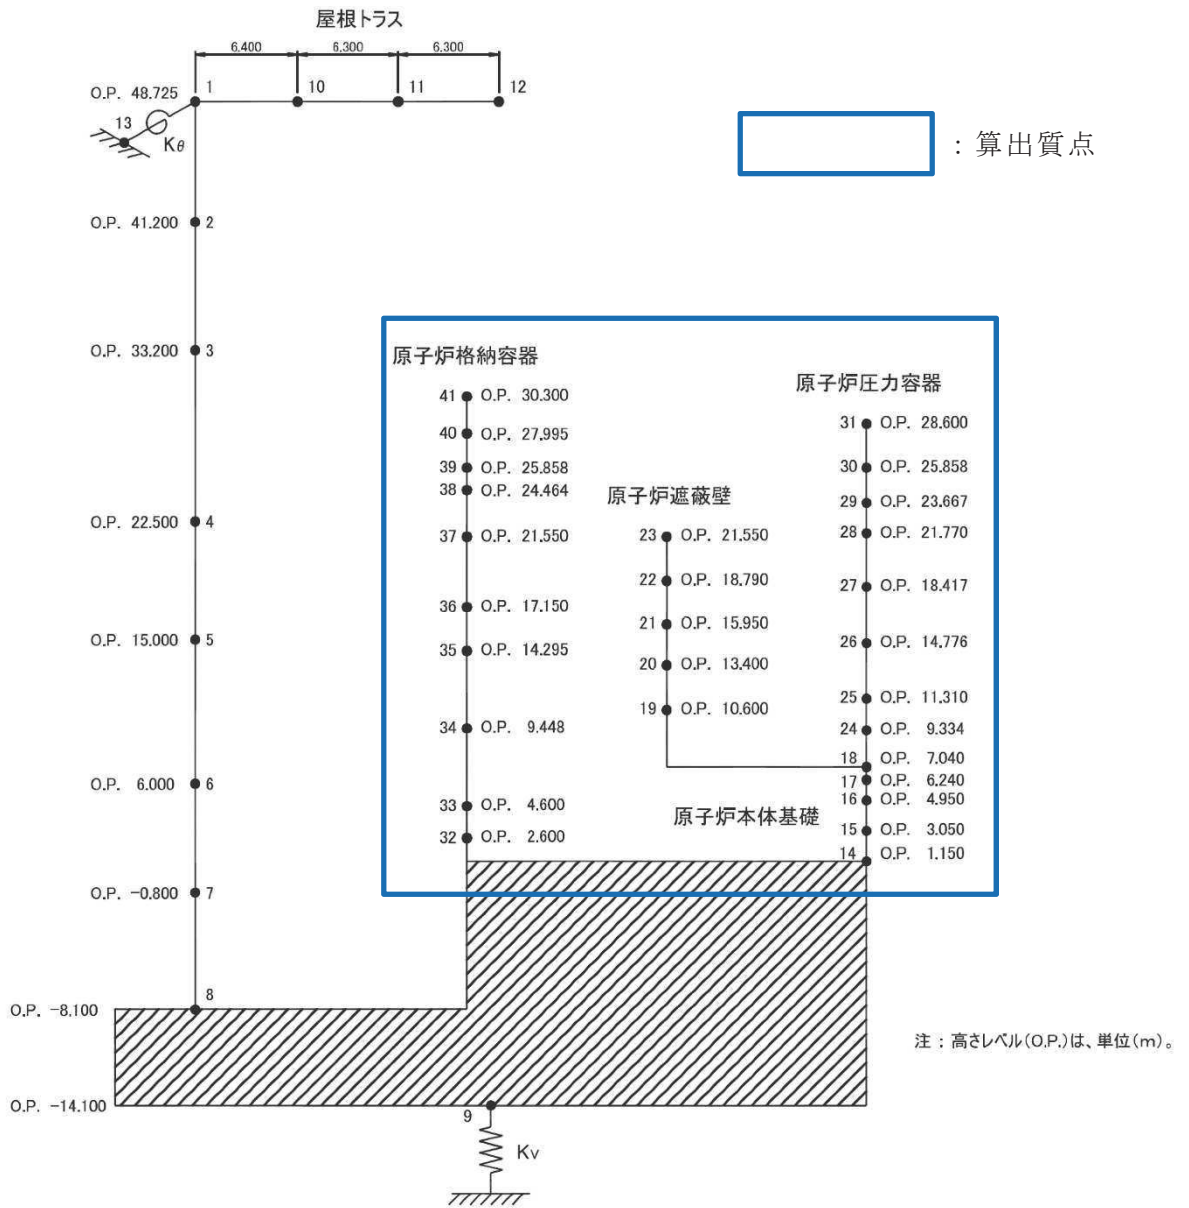 屋根トラス
6,400 6,300 6,300
O.P. 48.725 1 10 11 12
13
Kθ
：算出質点
O.P. 41.200 2
O.P. 33.200 3
O.P. 22.500 4
O.P. 15.000 5
O.P. 6.000 6
O.P. -0.800 7
8
O.P. -8.100
O.P. -14.100
9
Kv
原子炉格納容器
41 O.P. 30.300
40 O.P. 27.995
39 O.P. 25.858
38 O.P. 24.464
37 O.P. 21.550
36 O.P. 17.150
35 O.P. 14.295
34 O.P. 9.448
33 O.P. 4.600
32 O.P. 2.600
原子炉遮蔽壁
23 O.P. 21.550
22 O.P. 18.790
21 O.P. 15.950
20 O.P. 13.400
19 O.P. 10.600
原子炉圧力容器
31 O.P. 28.600
30 O.P. 25.858
29 O.P. 23.667
28 O.P. 21.770
27 O.P. 18.417
26 O.P. 14.776
25 O.P. 11.310
24 O.P. 9.334
18 O.P. 7.040
17 O.P. 6.240
16 O.P. 4.950
原子炉本体基礎
15 O.P. 3.050
14 O.P. 1.150
注：高さレベル(O.P.)は、単位(m)。